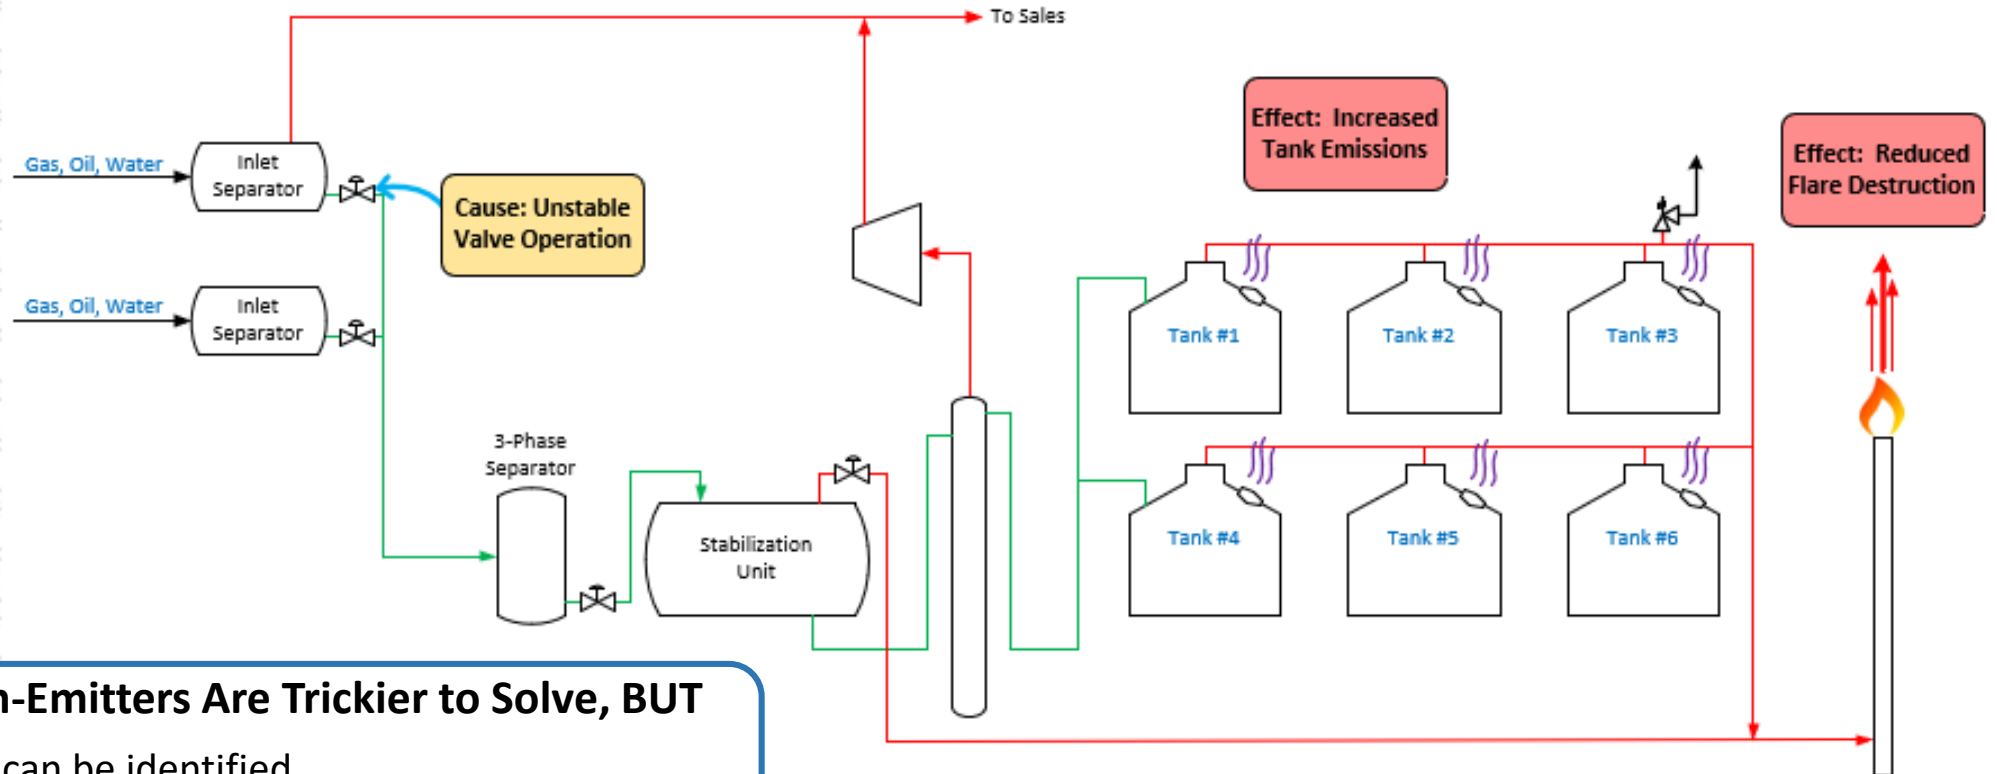 To Sales
Effect:  Increased
Tank Emissions
Effect:  Reduced
Flare Destruction
Gas, Oil, Water
Inlet
Separator
Cause: Unstable
Valve Operation
Gas, Oil, Water
Inlet
Separator
Tank #1
Tank #2
Tank #3
3-Phase
Separator
Stabilization
Unit
Tank #4
Tank #5
Tank #6
-Emitters Are Trickier to Solve, BUT
can be identified